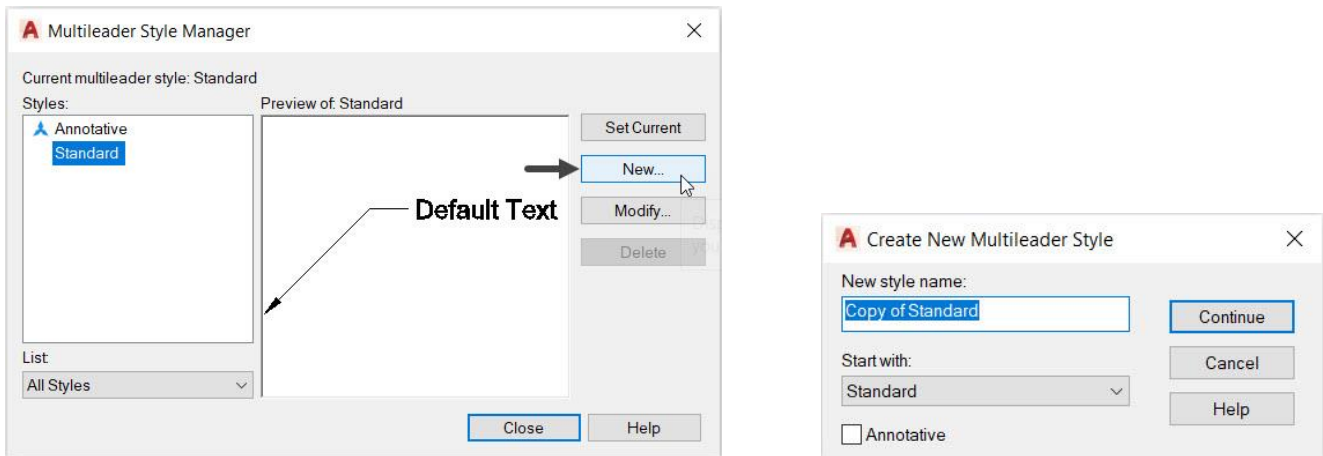 Multileader Style Manager
Current multileader style: Standard
Styles:
Preview of: Standard
Annotative
Standard
Default Text
Set Current
New...
Modify...
Delete
List:
All Styles
Close
Help
Create New Multileader Style
New style name:
Copy of Standard
Continue
Start with:
Cancel
Standard
Help
Annotative